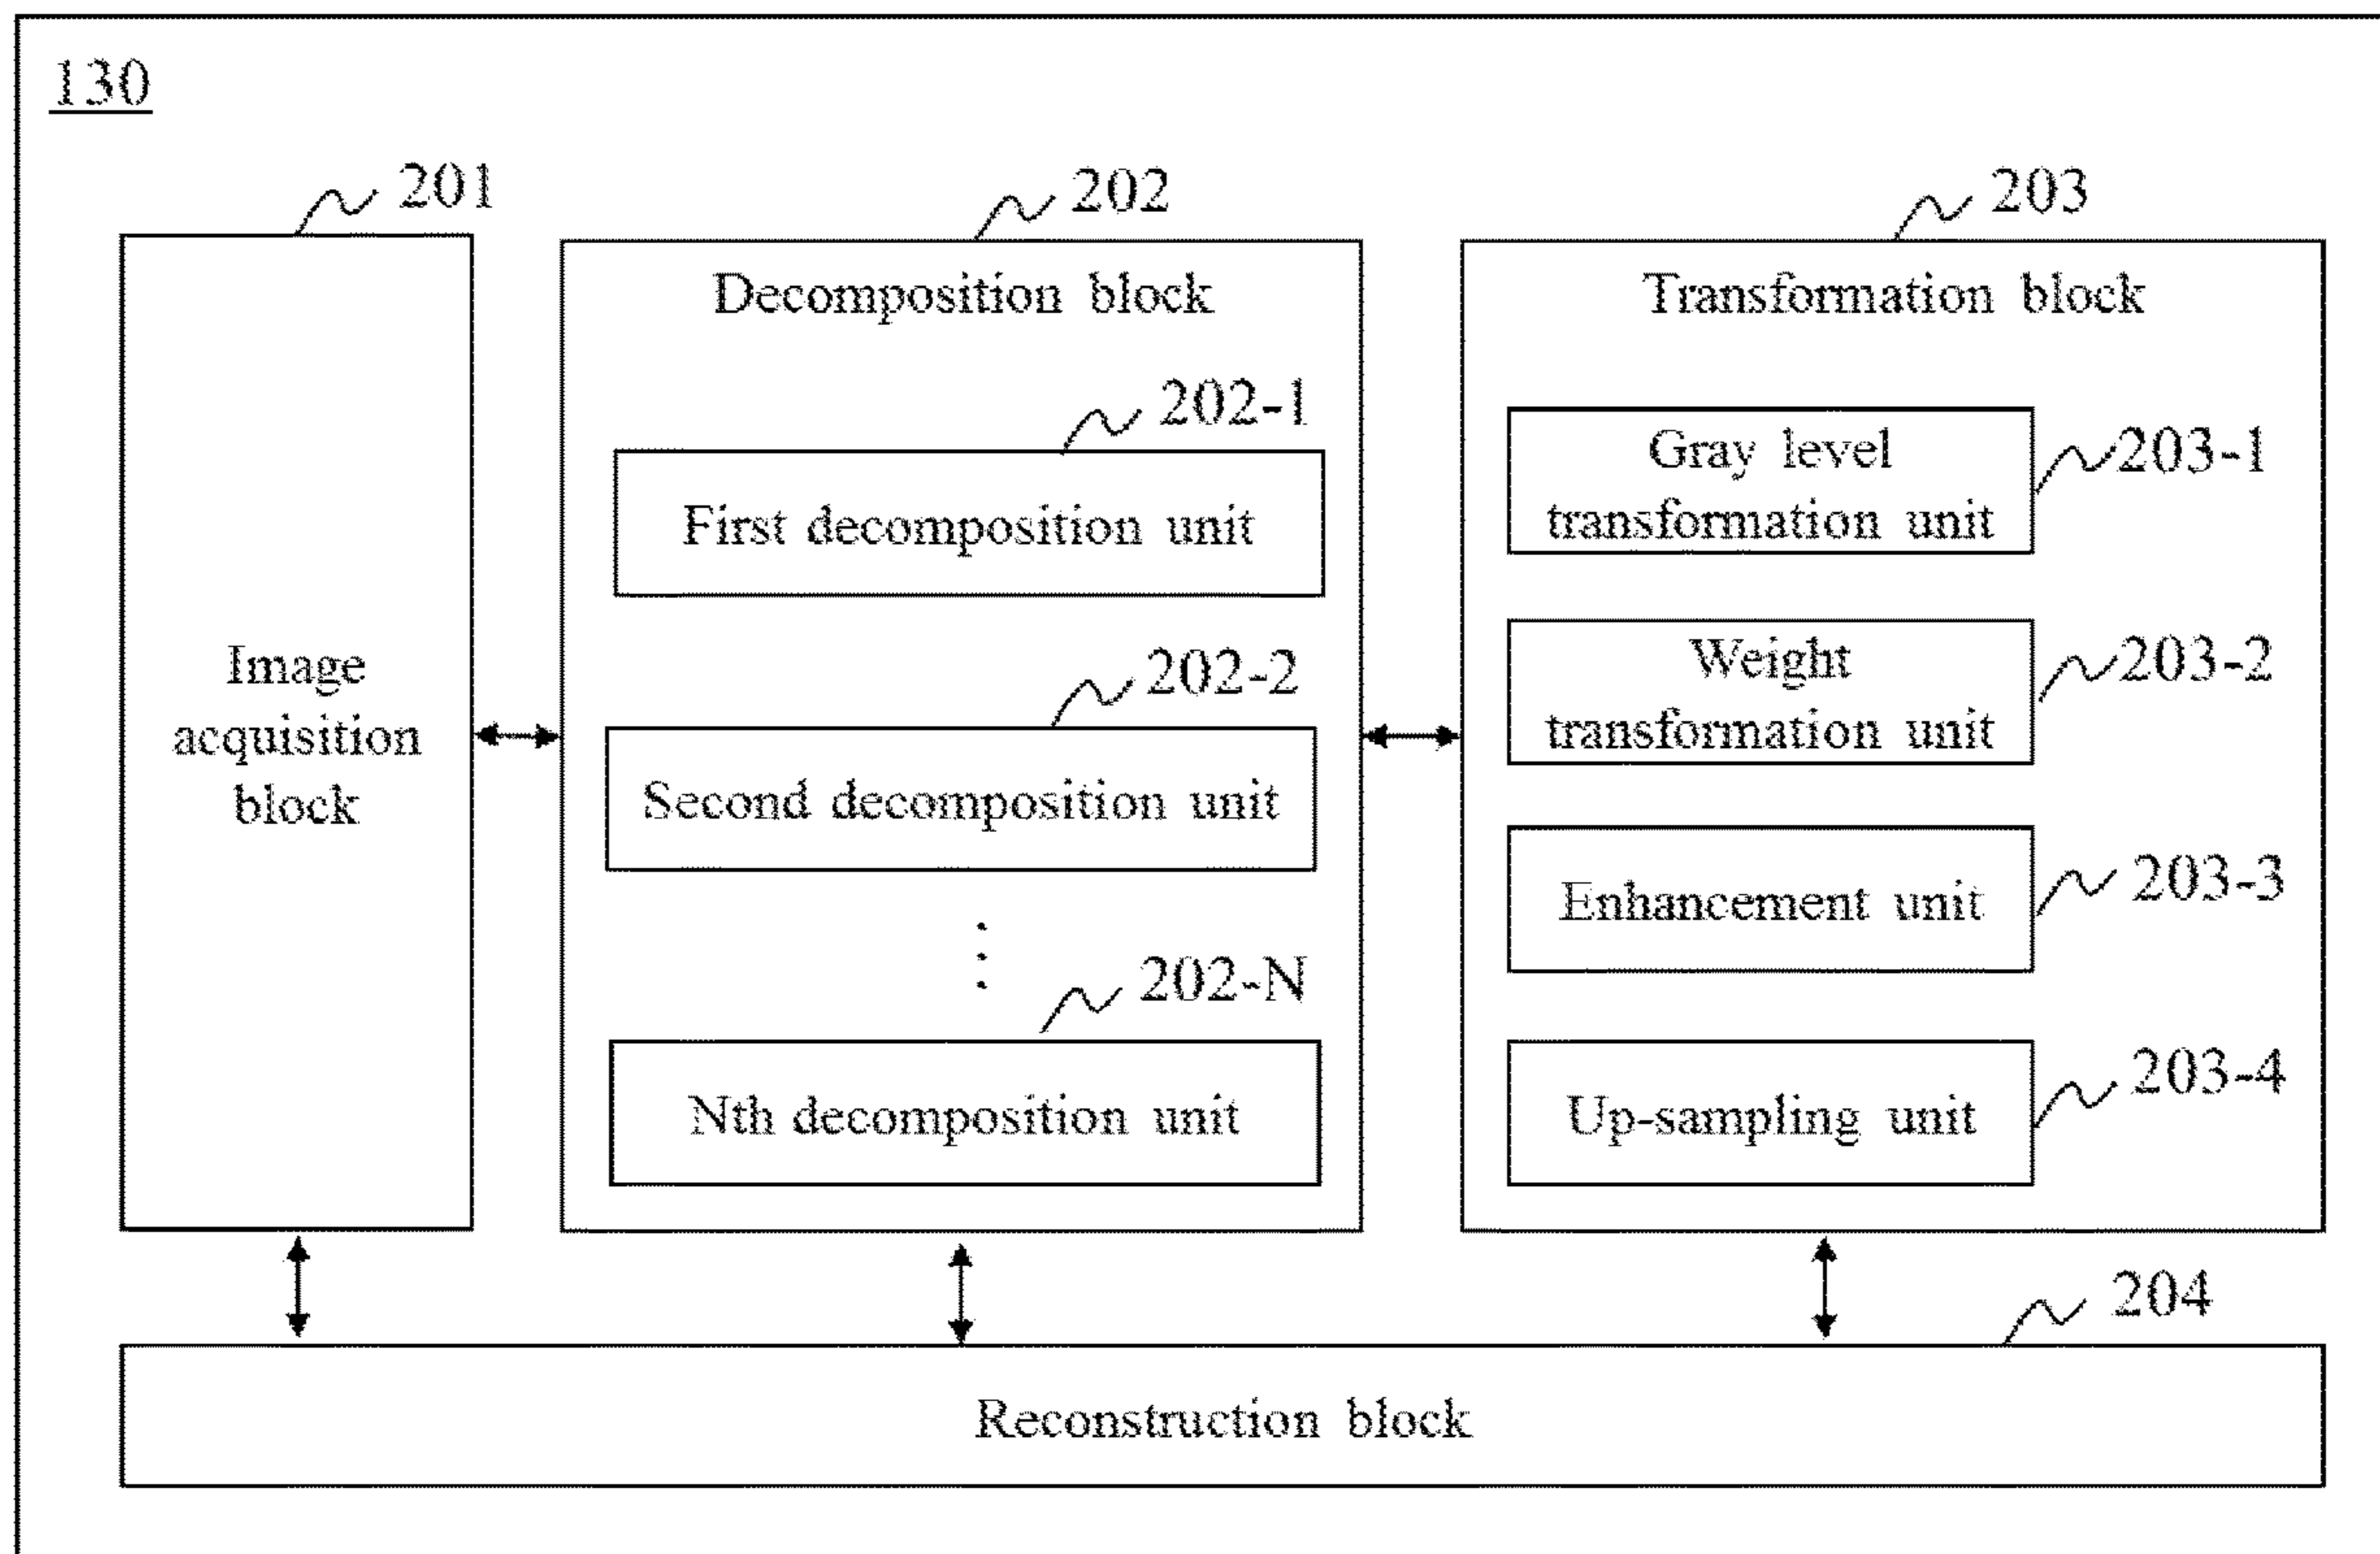 130
201
202
203
Image
acquisition
block
Decomposition block
202-1
First decomposition unit
202-2
Second decomposition unit
202-N
Nth decomposition unit
Transformation block
Gray level
transformation unit
203-1
Weight
transformation unit
203-2
Enhancement unit
203-3
Up-sampling unit
203-4
204
Reconstruction block